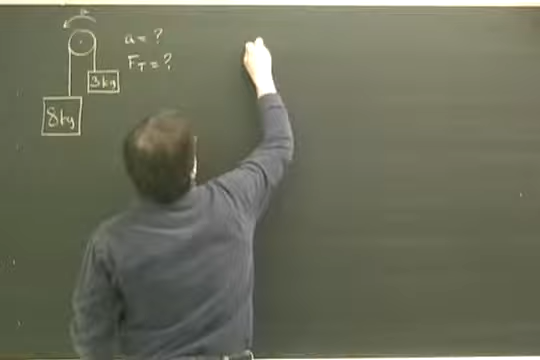 a = ?
F_T = ?
3kg
8kg